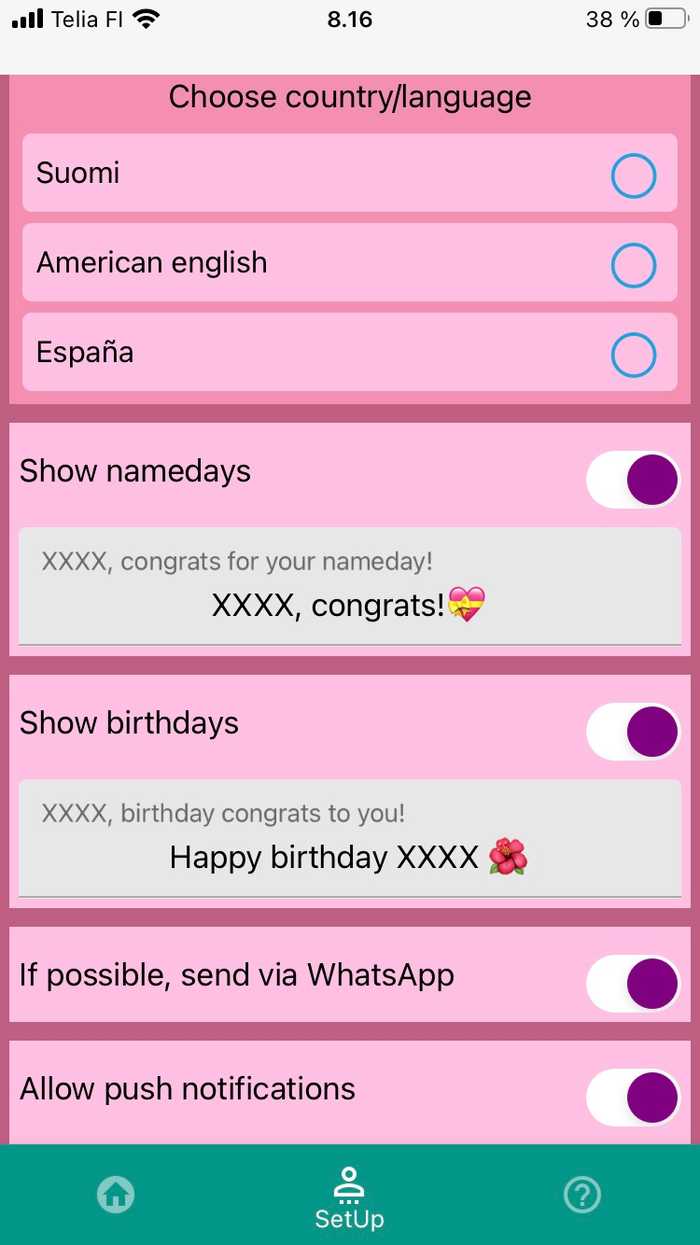 Telia FI 8.16 38 %
Choose country/language
Suomi
American english
España
Show namedays
XXXX, congrats for your nameday!
XXXX, congrats!💝
Show birthdays
XXXX, birthday congrats to you!
Happy birthday XXXX 🌺
If possible, send via WhatsApp
Allow push notifications
SetUp